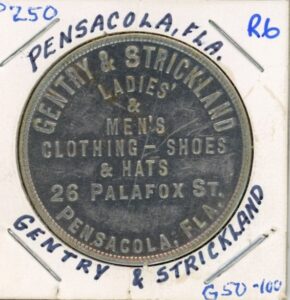 P250
PENSACOLA, FLA.
R6
GENTRY & STRICKLAND
LADIES'
&
MEN'S
CLOTHING - SHOES
& HATS
26 PALAFOX ST.
PENSACOLA, FLA.
GENTRY & STRICKLAND
G50-100